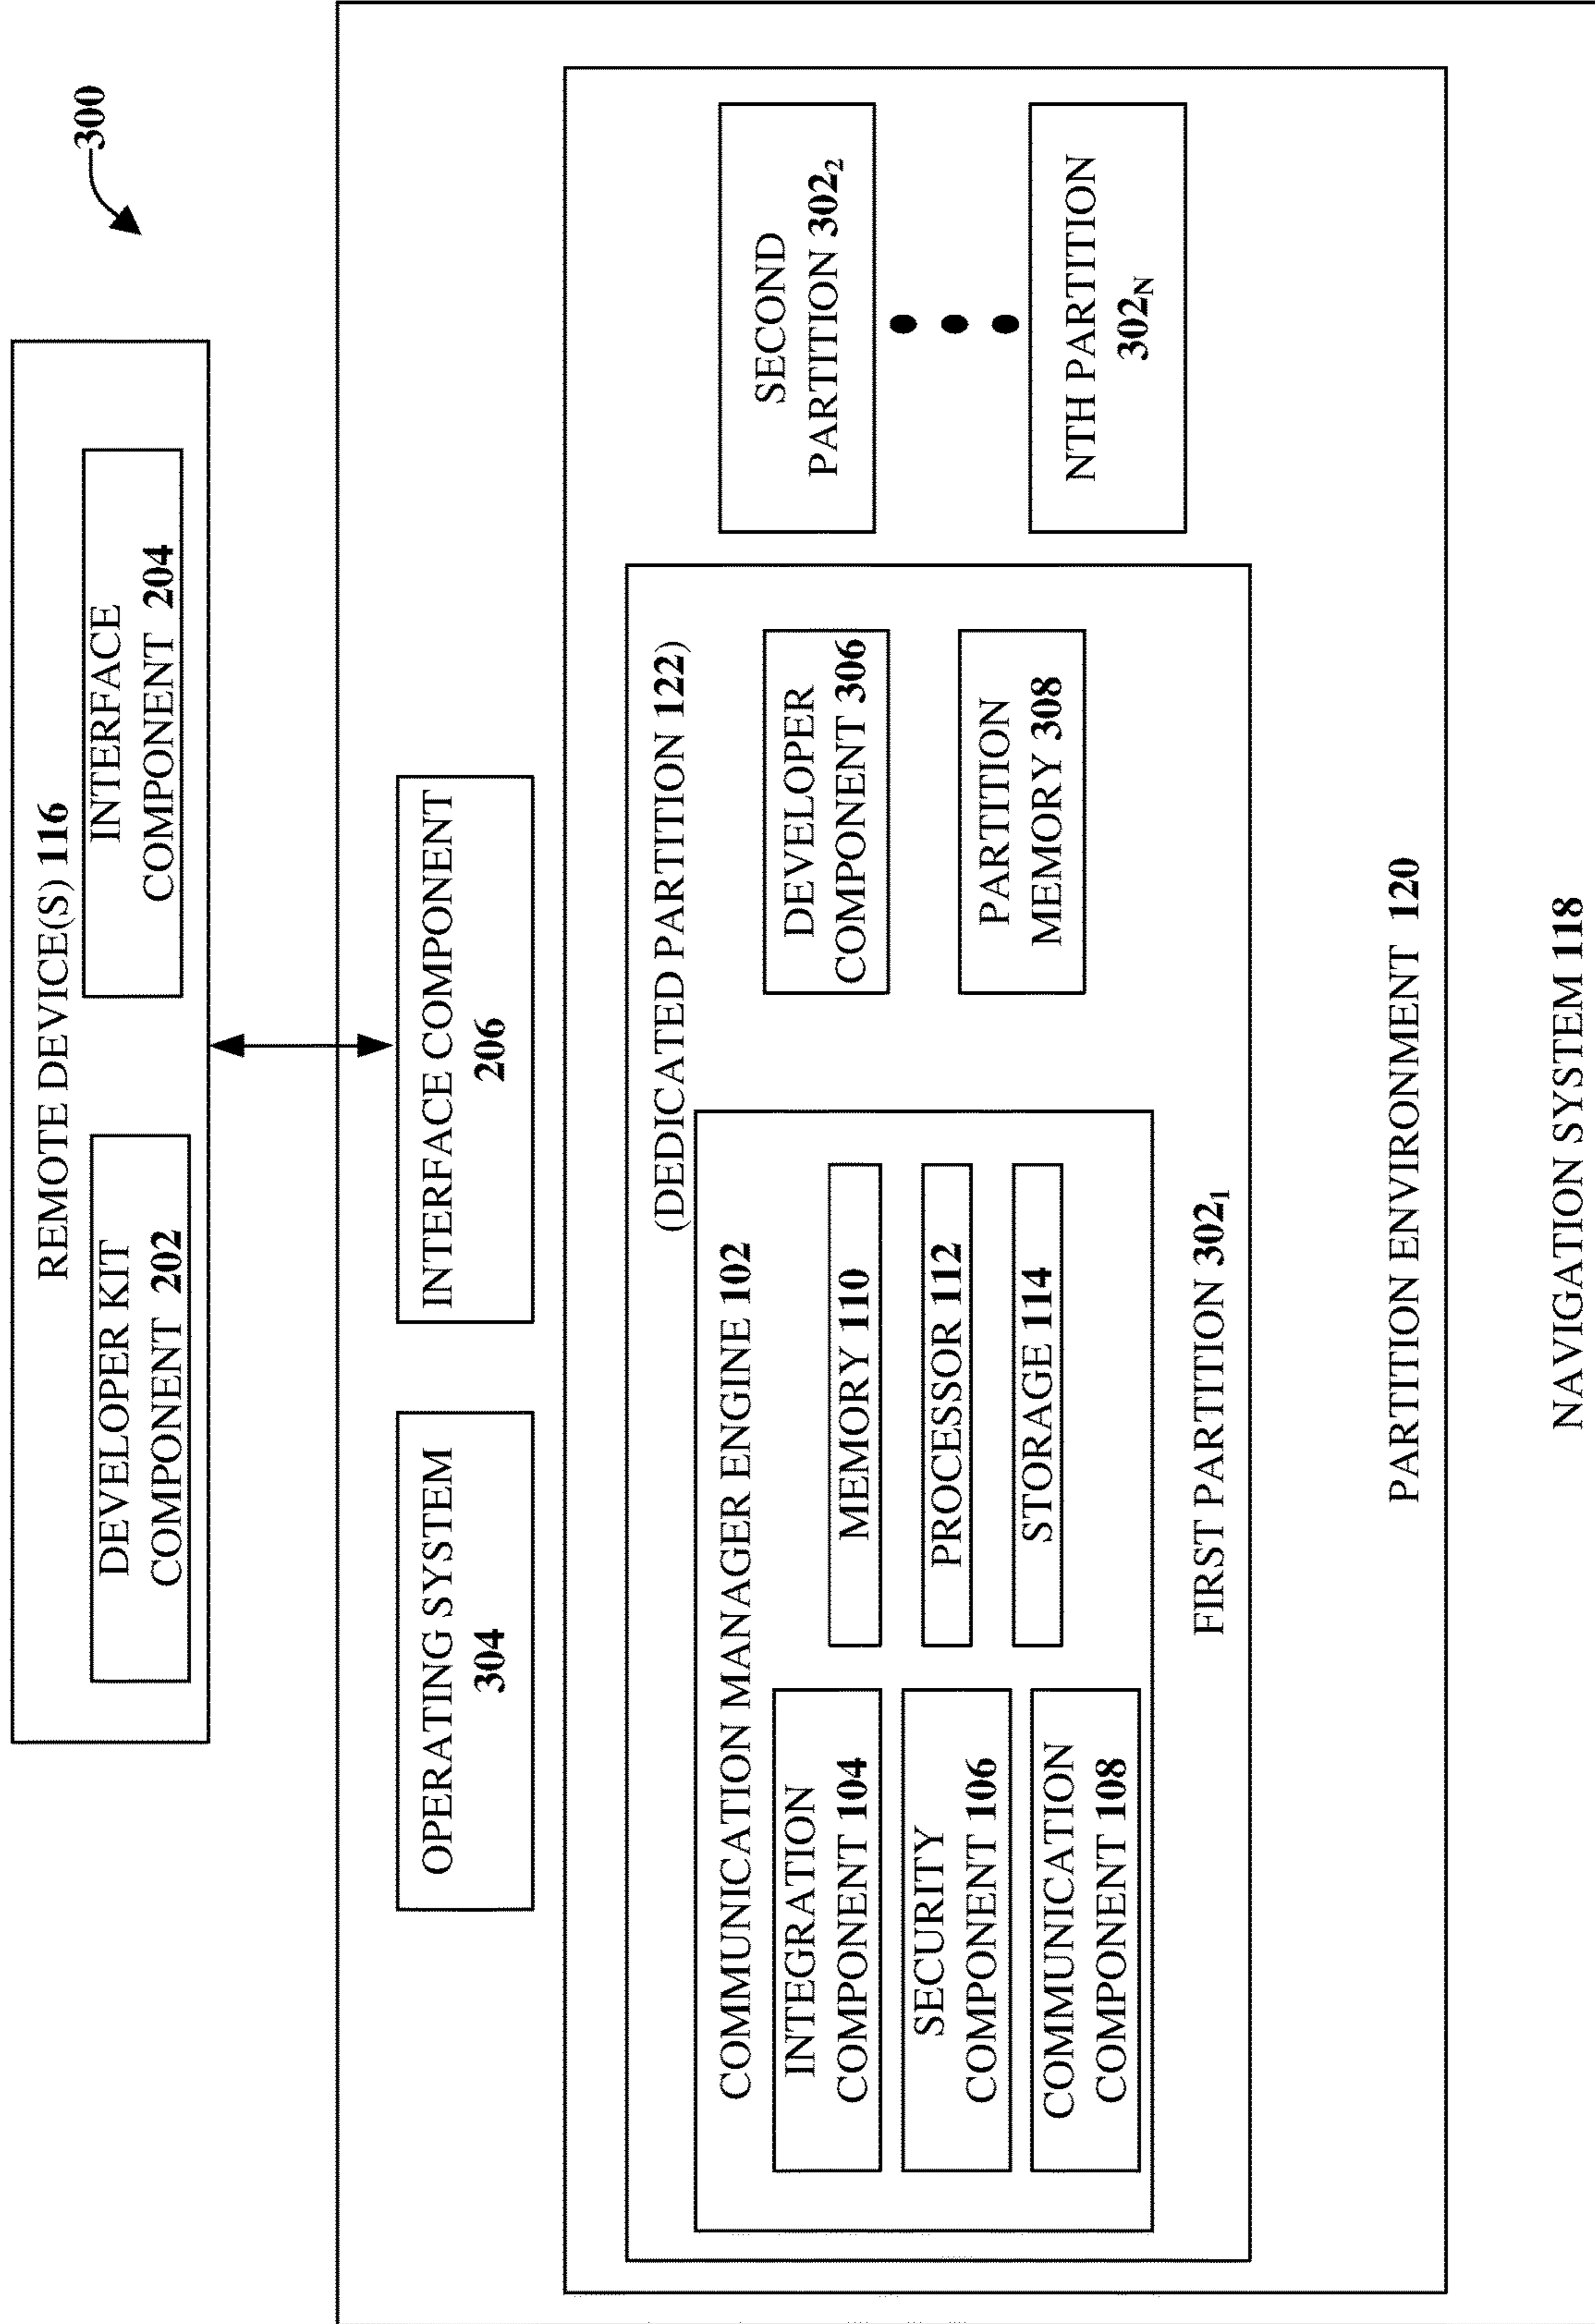 300
REMOTE DEVICE(S) 116
DEVELOPER KIT
COMPONENT 202
INTERFACE
COMPONENT 204
OPERATING SYSTEM
304
INTERFACE COMPONENT
206
(DEDICATED PARTITION 122)
COMMUNICATION MANAGER ENGINE 102
INTEGRATION
COMPONENT 104
SECURITY
COMPONENT 106
COMMUNICATION
COMPONENT 108
MEMORY 110
PROCESSOR 112
STORAGE 114
DEVELOPER
COMPONENT 306
PARTITION
MEMORY 308
FIRST PARTITION 302₁
SECOND
PARTITION 302₂
NTH PARTITION
302_N
PARTITION ENVIRONMENT 120
NAVIGATION SYSTEM 118